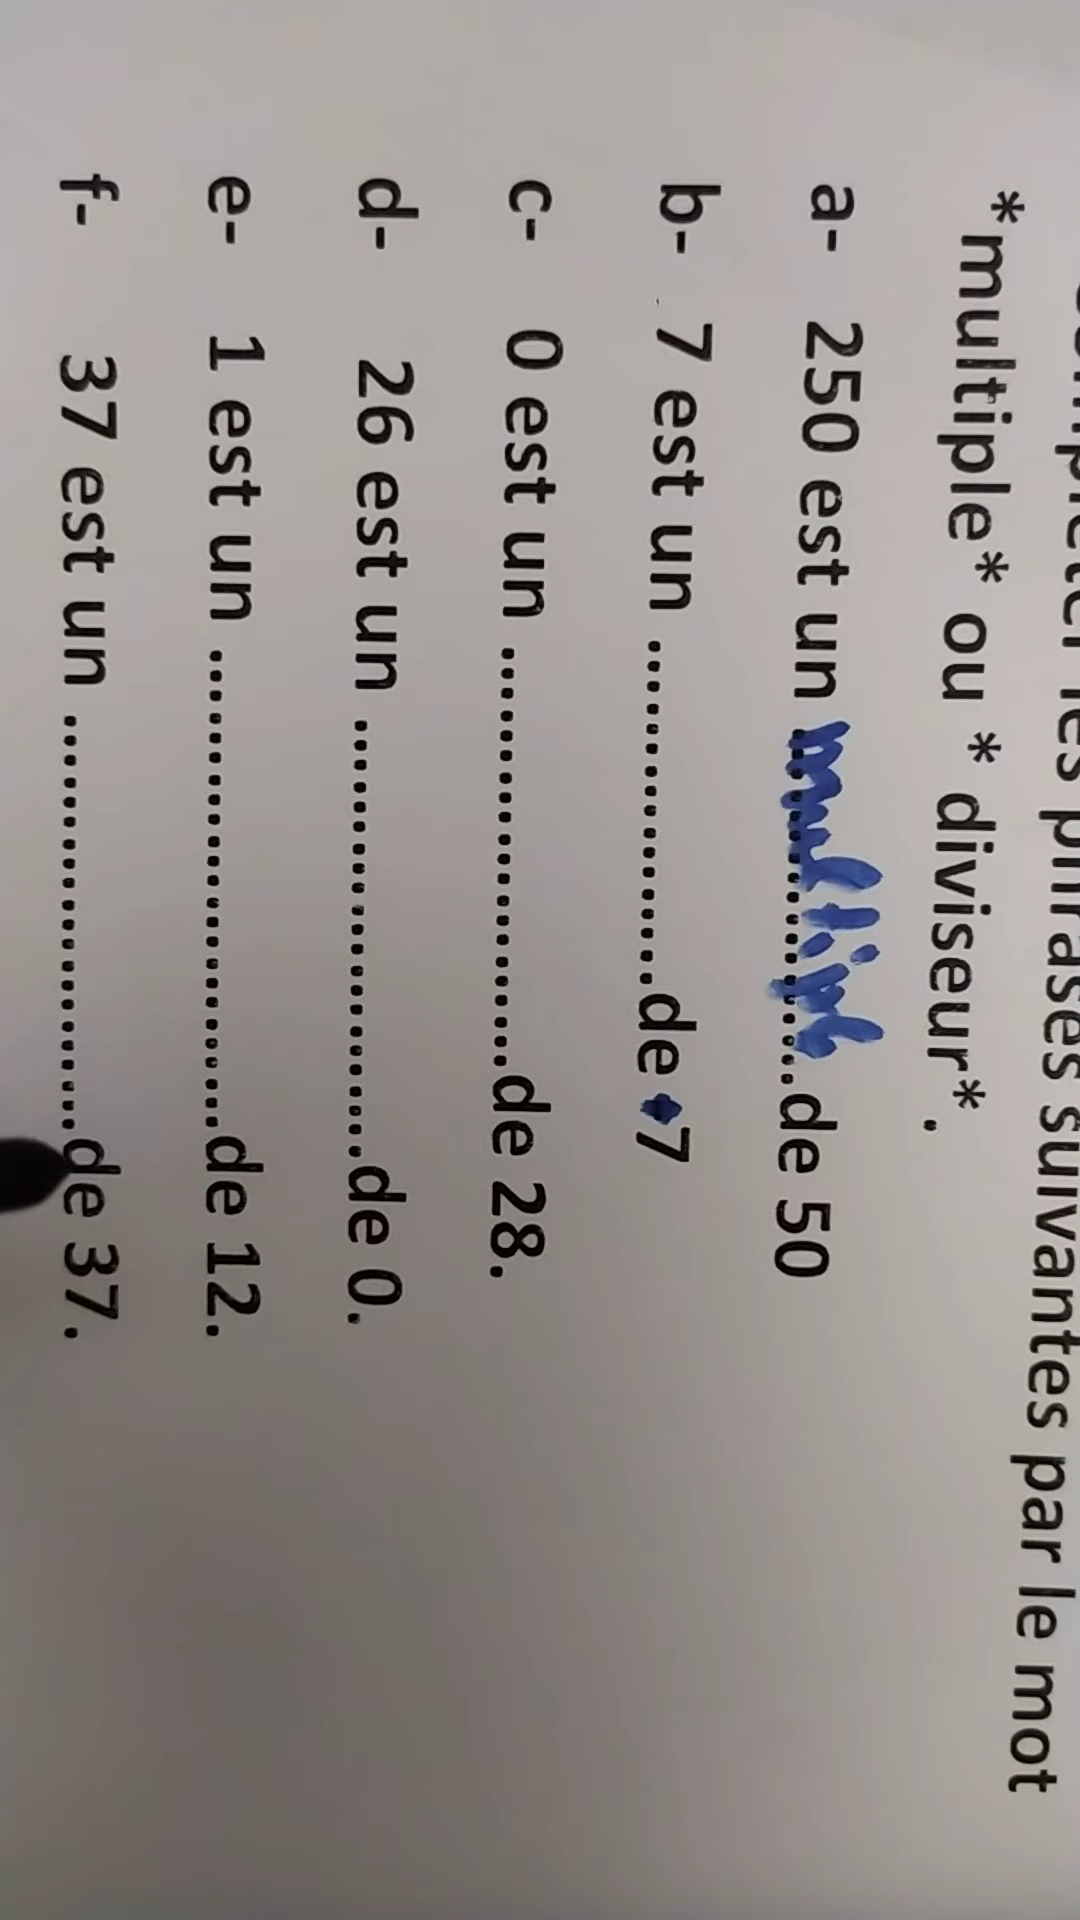 les phrases suivantes par le mot
*multiple* ou * diviseur* .
a- 250 est un multiple de 50
b- 7 est un ..................de 7
c- 0 est un ......................de 28.
d- 26 est un ......................de 0.
e- 1 est un ........................de 12.
f- 37 est un .....................de 37.